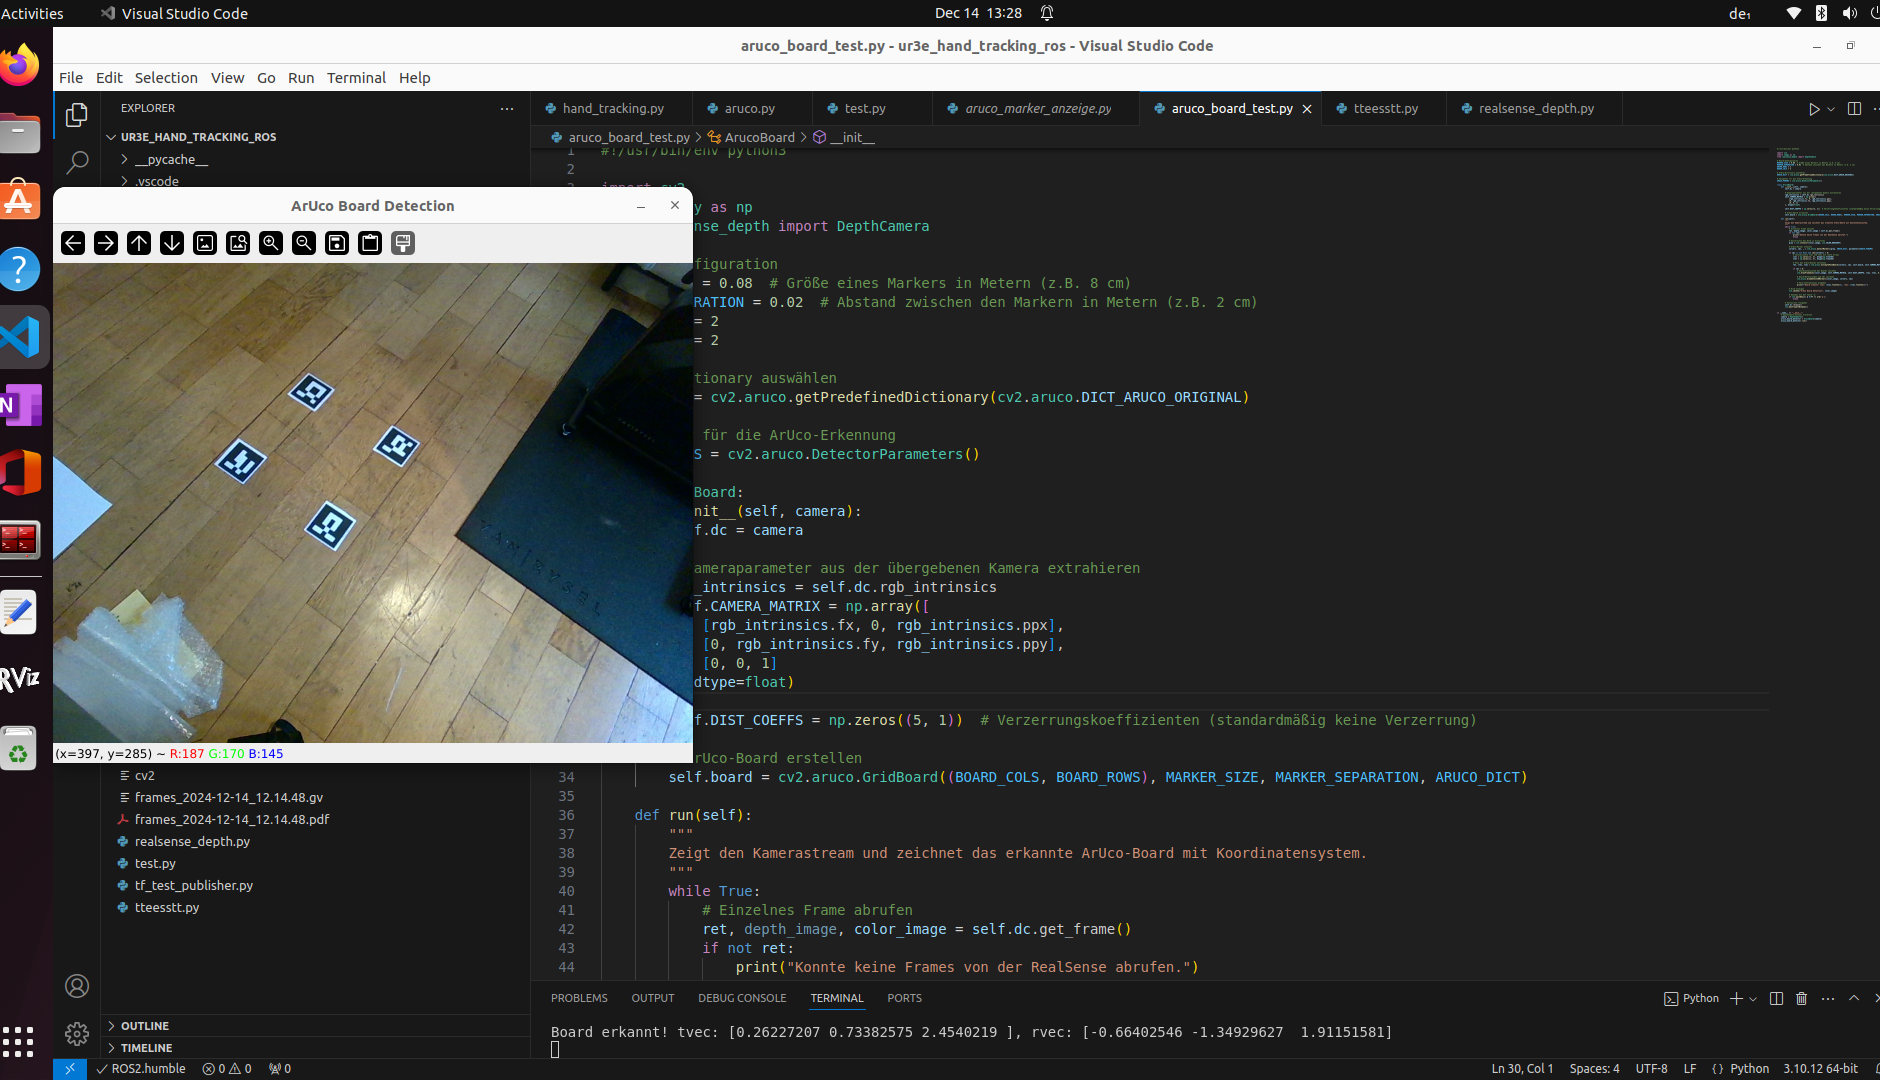 Activities
Visual Studio Code
Dec 14 13:28
de₁
aruco_board_test.py - ur3e_hand_tracking_ros - Visual Studio Code
File Edit Selection View Go Run Terminal Help
EXPLORER
UR3E_HAND_TRACKING_ROS
__pycache__
.vscode
hand_tracking.py aruco.py test.py aruco_marker_anzeige.py aruco_board_test.py tteesstt.py realsense_depth.py
aruco_board_test.py > ArucoBoard > __init__
1 #!/usr/bin/env python3
2
3 import cv2
y as np
nse_depth import DepthCamera
figuration
= 0.08 # Größe eines Markers in Metern (z.B. 8 cm)
RATION = 0.02 # Abstand zwischen den Markern in Metern (z.B. 2 cm)
= 2
= 2
tionary auswählen
= cv2.aruco.getPredefinedDictionary(cv2.aruco.DICT_ARUCO_ORIGINAL)
für die ArUco-Erkennung
S = cv2.aruco.DetectorParameters()
Board:
nit__(self, camera):
f.dc = camera
ameraparameter aus der übergebenen Kamera extrahieren
_intrinsics = self.dc.rgb_intrinsics
f.CAMERA_MATRIX = np.array([
[rgb_intrinsics.fx, 0, rgb_intrinsics.ppx],
[0, rgb_intrinsics.fy, rgb_intrinsics.ppy],
[0, 0, 1]
dtype=float)
f.DIST_COEFFS = np.zeros((5, 1)) # Verzerrungskoeffizienten (standardmäßig keine Verzerrung)
rUco-Board erstellen
34 self.board = cv2.aruco.GridBoard((BOARD_COLS, BOARD_ROWS), MARKER_SIZE, MARKER_SEPARATION, ARUCO_DICT)
35
36 def run(self):
37 """
38 Zeigt den Kamerastream und zeichnet das erkannte ArUco-Board mit Koordinatensystem.
39 """
40 while True:
41 # Einzelnes Frame abrufen
42 ret, depth_image, color_image = self.dc.get_frame()
43 if not ret:
44 print("Konnte keine Frames von der RealSense abrufen.")
ArUco Board Detection
(x=397, y=285) ~ R:187 G:170 B:145
cv2
frames_2024-12-14_12.14.48.gv
frames_2024-12-14_12.14.48.pdf
realsense_depth.py
test.py
tf_test_publisher.py
tteesstt.py
OUTLINE
TIMELINE
RViz
PROBLEMS OUTPUT DEBUG CONSOLE TERMINAL PORTS
Python
Board erkannt! tvec: [0.26227207 0.73382575 2.4540219 ], rvec: [-0.66402546 -1.34929627 1.91151581]
ROS2.humble 0 0 0
Ln 30, Col 1 Spaces: 4 UTF-8 LF {} Python 3.10.12 64-bit